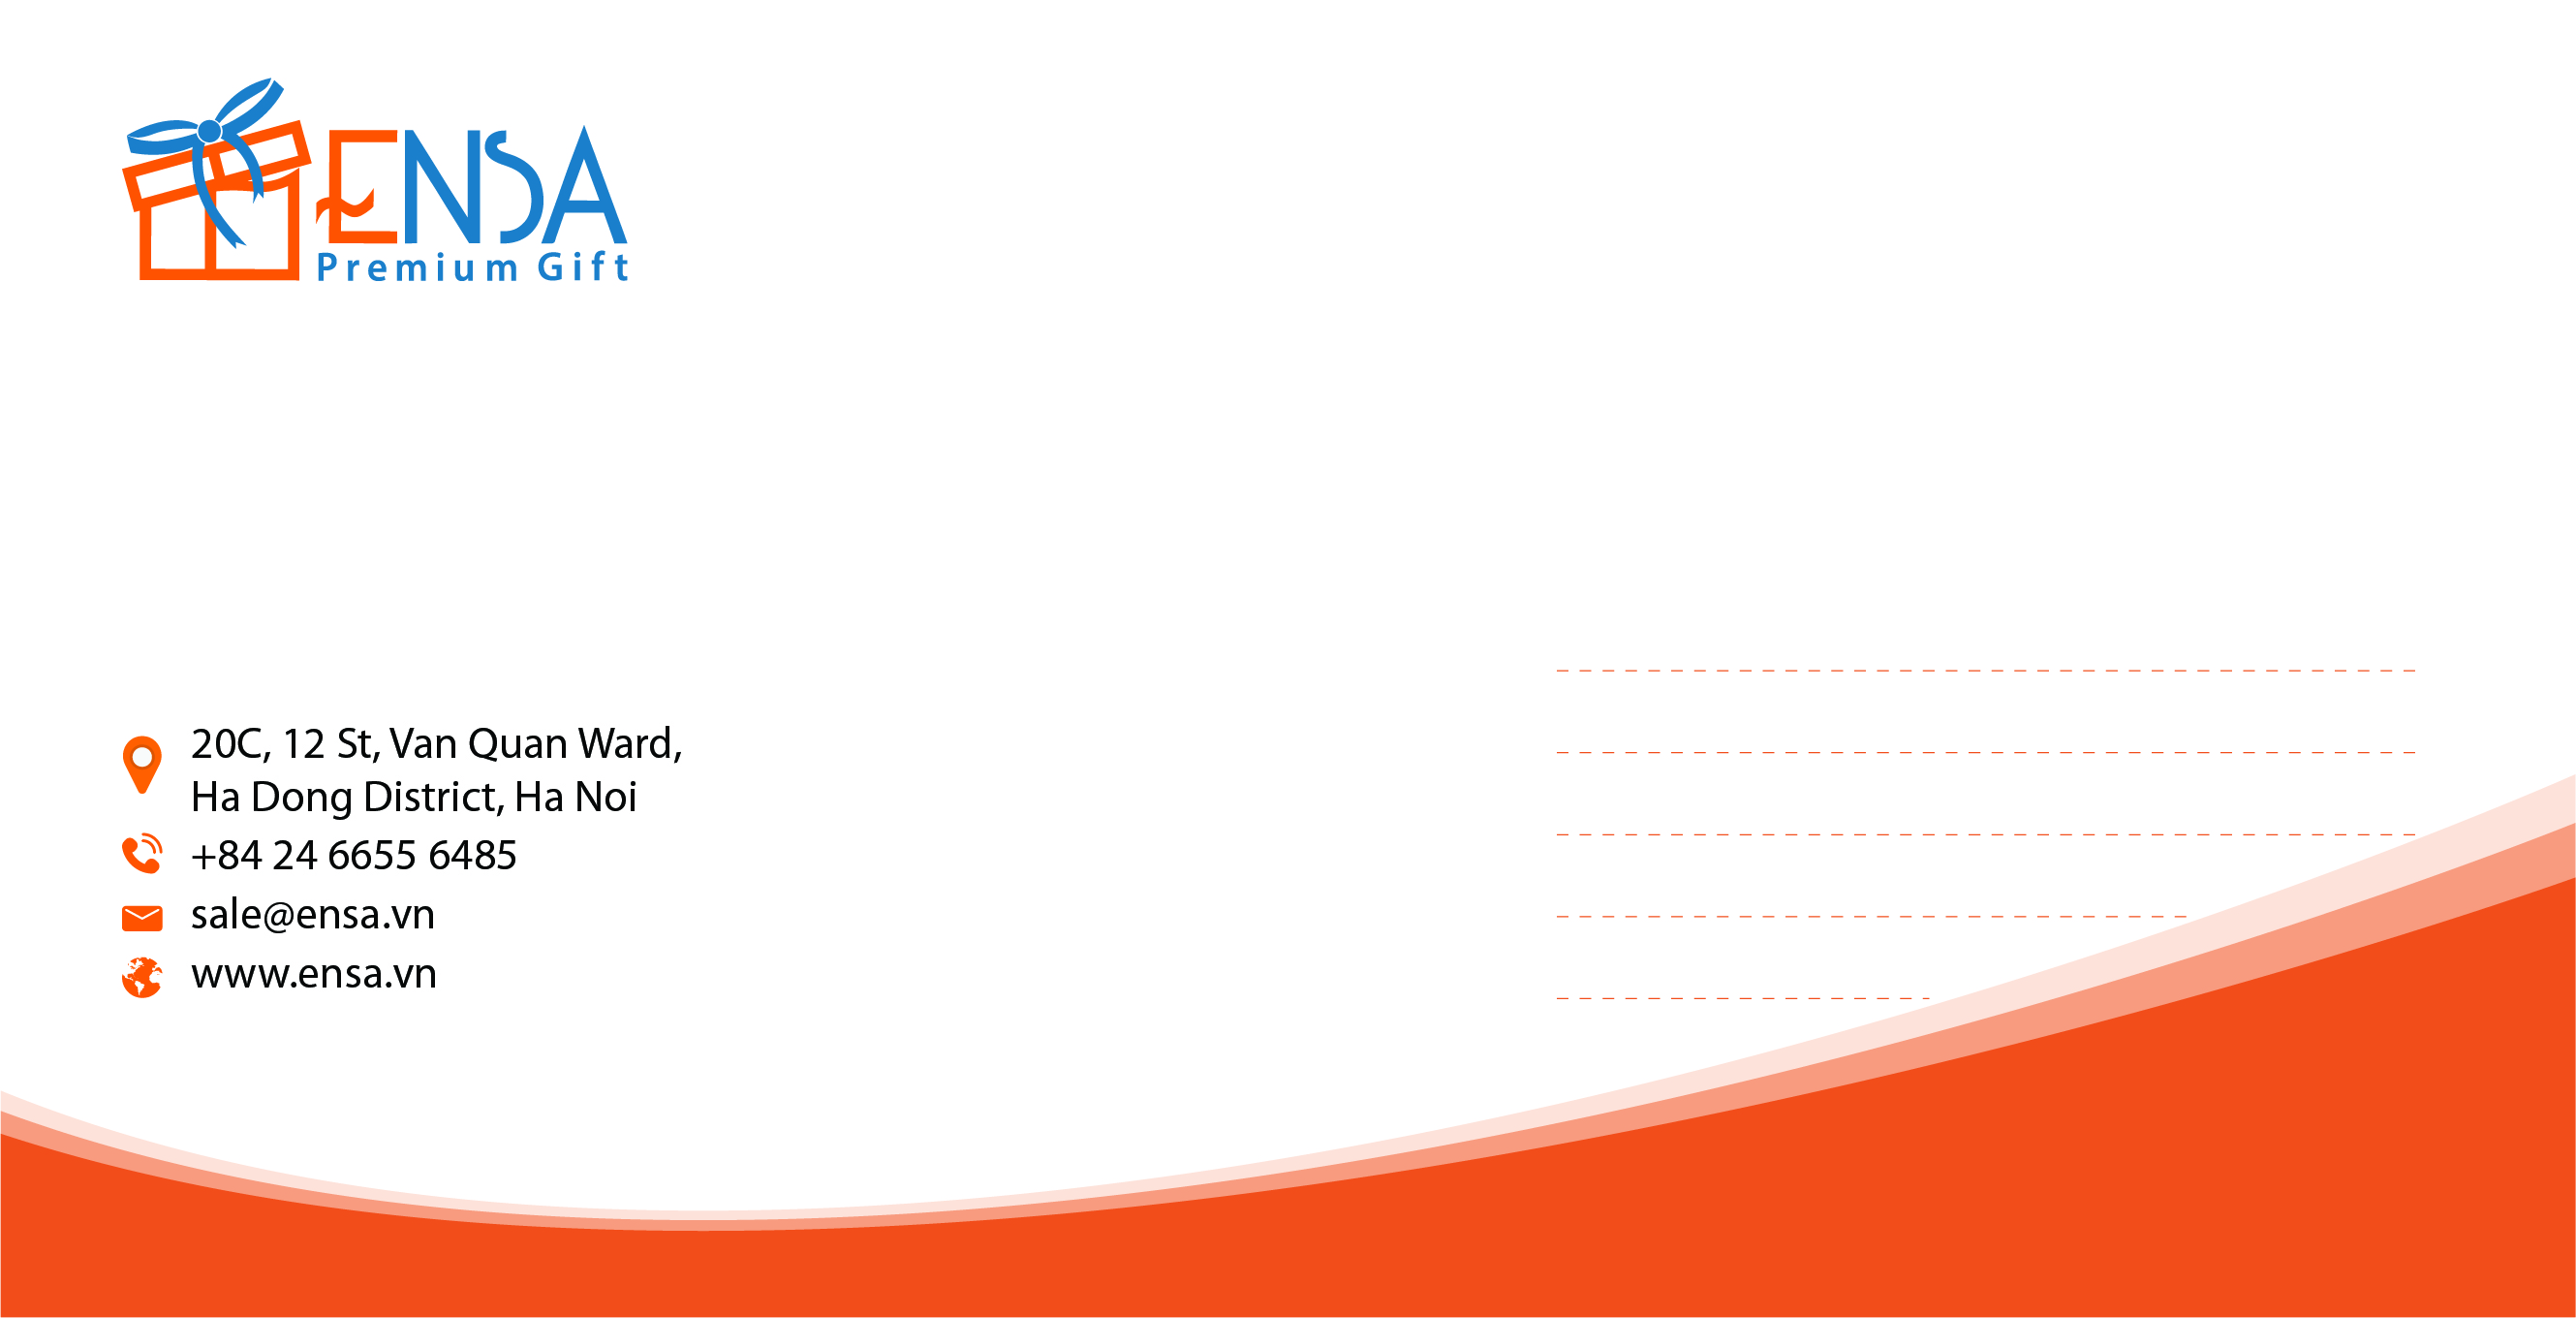 ENSA
Premium Gift
20C, 12 St, Van Quan Ward,
Ha Dong District, Ha Noi
+84 24 6655 6485
sale@ensa.vn
www.ensa.vn